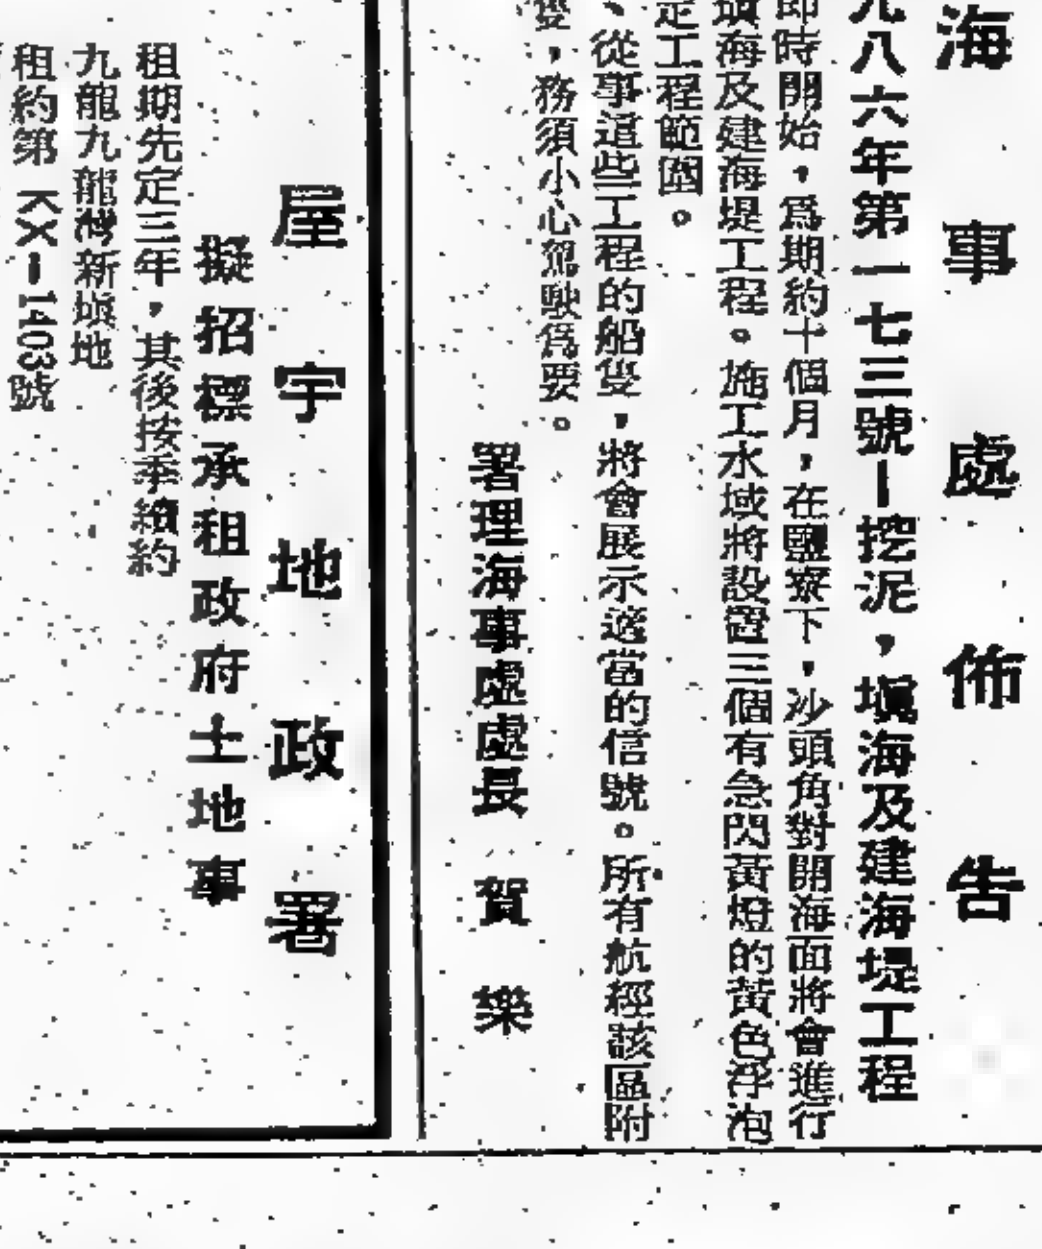 海事處佈告
九八六年第一七三號—挖泥，填海及建海堤工程
即時開始，爲期約十個月，在鹽寮下，沙頭角對開海面將會進行
填海及建海堤工程。施工水域將設置三個有急閃黃燈的黃色浮泡
定工程範圍。
、從事這些工程的船隻，將會展示適當的信號。所有航經該區附
隻，務須小心駕駛爲要。
署理海事處處長 賀樂
屋宇地政署
擬招標承租政府土地事
租期先定三年，其後按季續約
九龍九龍灣新填地
租約第 KX－1403號